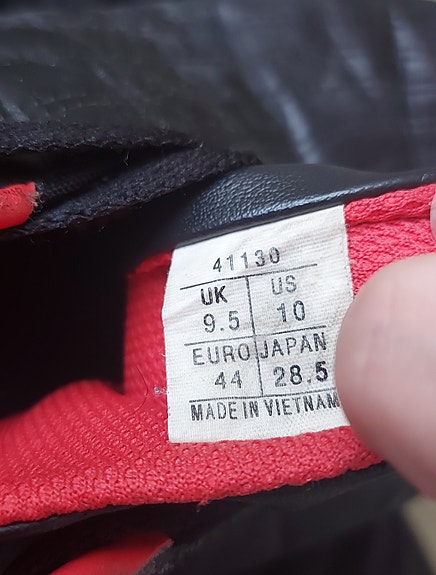 41130
UK US
9.5 10
EURO JAPAN
44 28.5
MADE IN VIETNAM